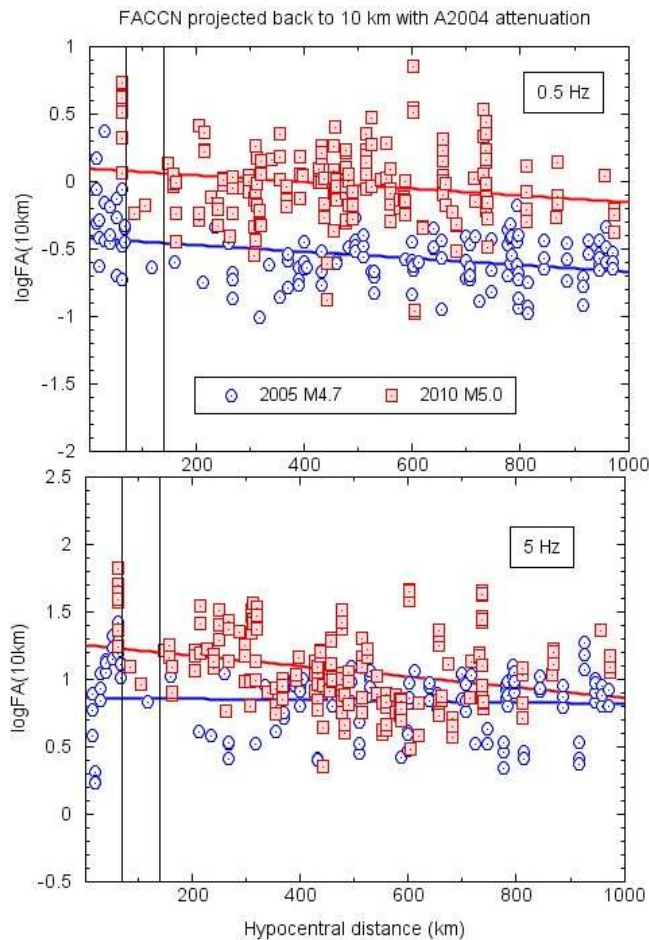 FACCN projected back to 10 km with A2004 attenuation
1
0.5 Hz
0.5
0
logFA(10km)
-0.5
-1
2005 M4.7 2010 M5.0
-1.5
-2
200 400 600 800 1000
2.5
2
5 Hz
1.5
logFA(10km)
1
0.5
0
-0.5
200 400 600 800 1000
Hypocentral distance (km)